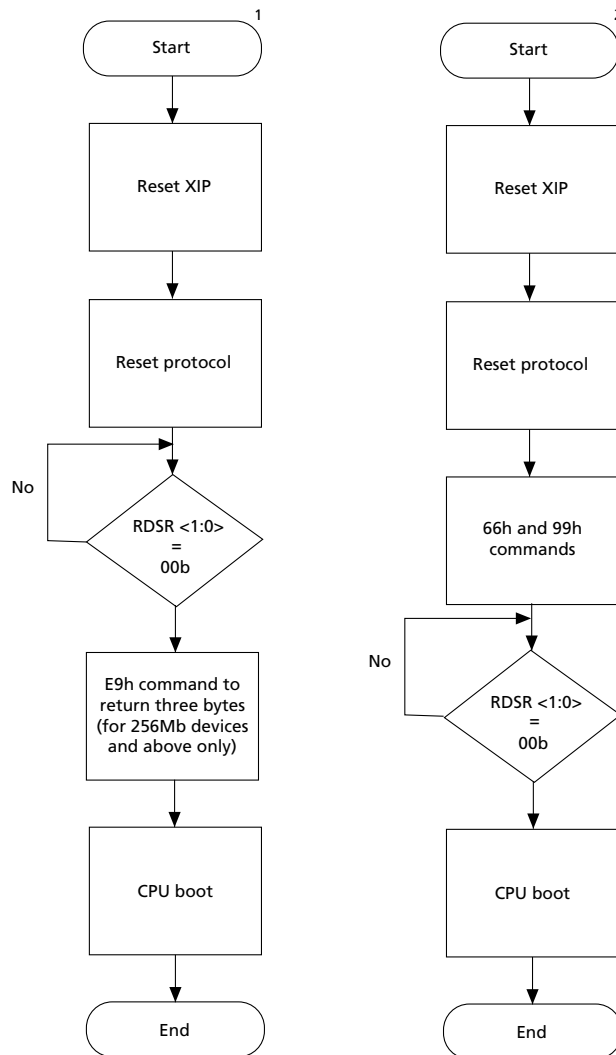 1
Start
Reset XIP
Reset protocol
No
RDSR <1:0>
=
00b
E9h command to
return three bytes
(for 256Mb devices
and above only)
CPU boot
End
Start
Reset XIP
Reset protocol
66h and 99h
commands
No
RDSR <1:0>
=
00b
CPU boot
End